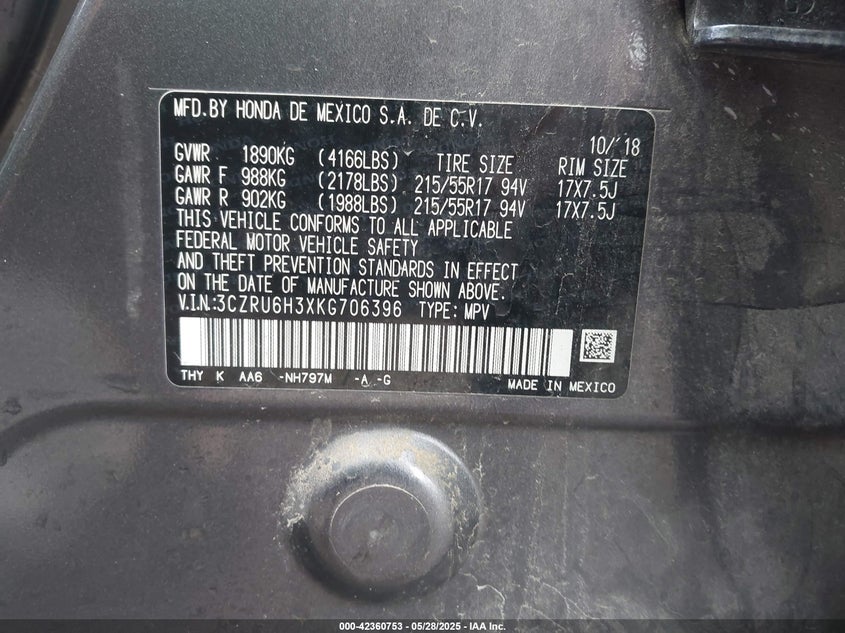 MFD.BY HONDA DE MEXICO S.A. DE C.V.
10/'18
GVWR 1890KG (4166LBS) TIRE SIZE RIM SIZE
GAWR F 988KG (2178LBS) 215/55R17 94V 17X7.5J
GAWR R 902KG (1988LBS) 215/55R17 94V 17X7.5J
THIS VEHICLE CONFORMS TO ALL APPLICABLE
FEDERAL MOTOR VEHICLE SAFETY
AND THEFT PREVENTION STANDARDS IN EFFECT
ON THE DATE OF MANUFACTURE SHOWN ABOVE.
V.I.N.:3CZRU6H3XKG706396 TYPE: MPV
THY K AA6 -NH797M -A -G
MADE IN MEXICO
000-42360753 - 05/28/2025 - IAA Inc.